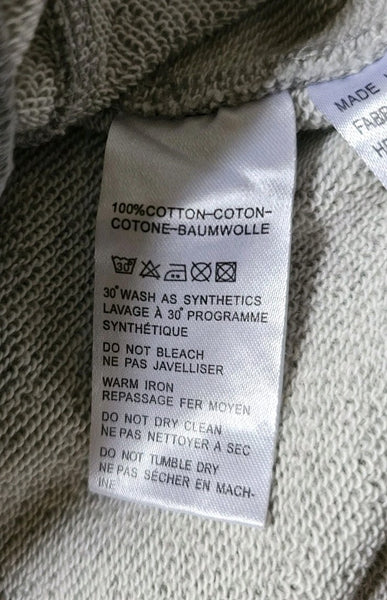 100%COTTON-COTON-
COTONE-BAUMWOLLE
30
30° WASH AS SYNTHETICS
LAVAGE À 30° PROGRAMME
SYNTHÉTIQUE
DO NOT BLEACH
NE PAS JAVELLISER
WARM IRON
REPASSAGE FER MOYEN
DO NOT DRY CLEAN
NE PAS NETTOYER A SEC
DO NOT TUMBLE DRY
NE PAS SÉCHER EN MACH-
INE
MADE
FABR